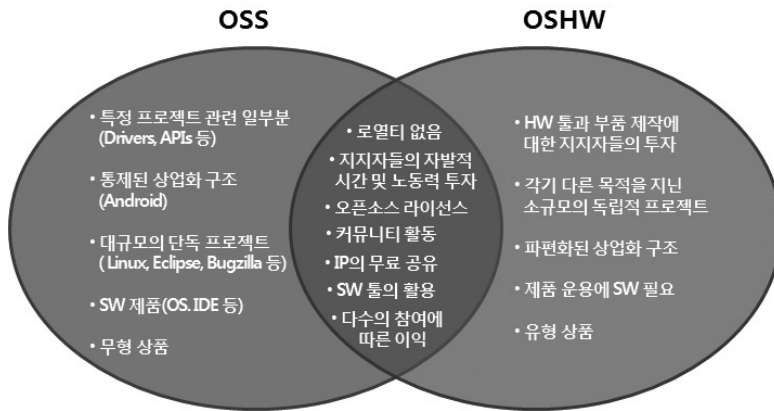 OSS
OSHW
• 특정 프로젝트 관련 일부분
(Drivers, APIs 등)
• 통제된 상업화 구조
(Android)
• 대규모의 단독 프로젝트
( Linux, Eclipse, Bugzilla 등)
• SW 제품(OS. IDE 등)
• 무형 상품
• 로열티 없음
• 지지자들의 자발적
시간 및 노동력 투자
• 오픈소스 라이선스
• 커뮤니티 활동
• IP의 무료 공유
• SW 툴의 활용
• 다수의 참여에
따른 이익
• HW 툴과 부품 제작에
대한 지지자들의 투자
• 각기 다른 목적을 지닌
소규모의 독립적 프로젝트
• 파편화된 상업화 구조
• 제품 운용에 SW 필요
• 유형 상품